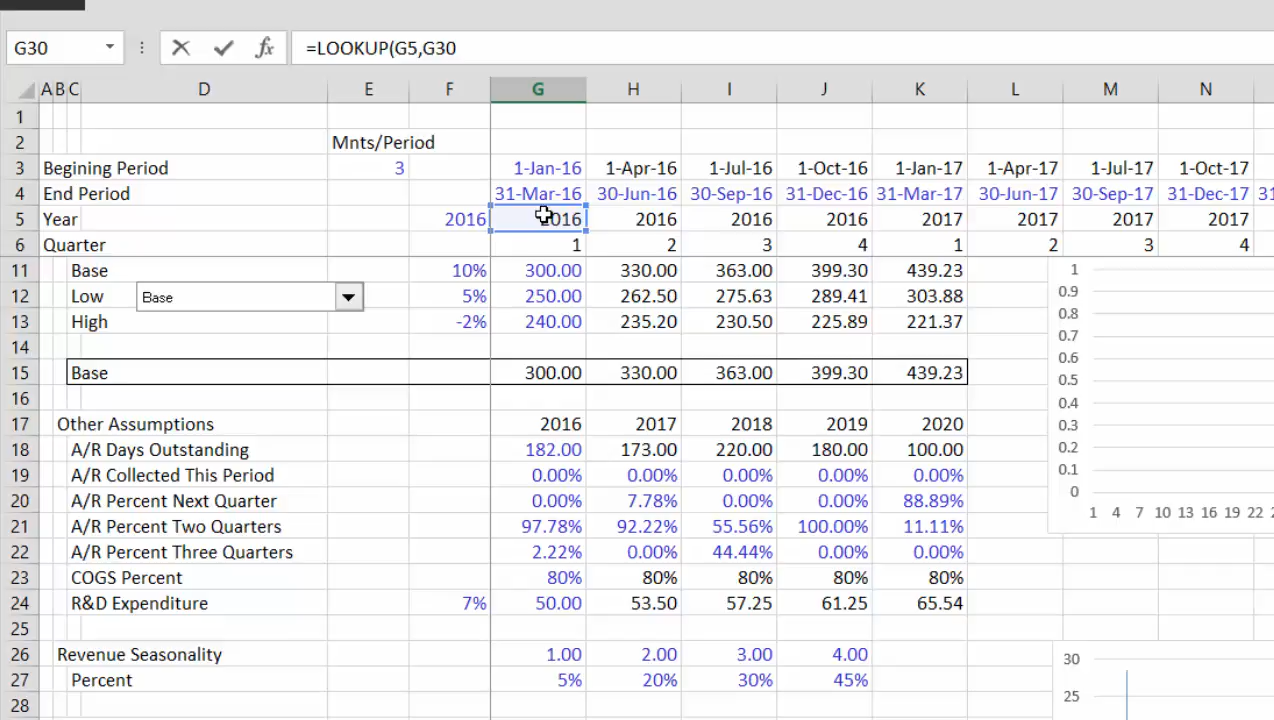 G30 =LOOKUP(G5,G30
A B C D E F G H I J K L M N
1
2 Mnts/Period
3 Begining Period 3 1-Jan-16 1-Apr-16 1-Jul-16 1-Oct-16 1-Jan-17 1-Apr-17 1-Jul-17 1-Oct-17
4 End Period 31-Mar-16 30-Jun-16 30-Sep-16 31-Dec-16 31-Mar-17 30-Jun-17 30-Sep-17 31-Dec-17
5 Year 2016 2016 2016 2016 2016 2017 2017 2017 2017
6 Quarter 1 2 3 4 1 2 3 4
11 Base 10% 300.00 330.00 363.00 399.30 439.23 1
0.9
12 Low Base 5% 250.00 262.50 275.63 289.41 303.88 0.8
13 High -2% 240.00 235.20 230.50 225.89 221.37 0.7
14 0.6
15 Base 300.00 330.00 363.00 399.30 439.23
0.5
16 0.4
17 Other Assumptions 2016 2017 2018 2019 2020 0.3
18 A/R Days Outstanding 182.00 173.00 220.00 180.00 100.00 0.2
19 A/R Collected This Period 0.00% 0.00% 0.00% 0.00% 0.00% 0.1
20 A/R Percent Next Quarter 0.00% 7.78% 0.00% 0.00% 88.89% 0
1 4 7 10 13 16 19 22
21 A/R Percent Two Quarters 97.78% 92.22% 55.56% 100.00% 11.11%
22 A/R Percent Three Quarters 2.22% 0.00% 44.44% 0.00% 0.00%
23 COGS Percent 80% 80% 80% 80% 80%
24 R&D Expenditure 7% 50.00 53.50 57.25 61.25 65.54
25
26 Revenue Seasonality 1.00 2.00 3.00 4.00 30
27 Percent 5% 20% 30% 45%
25
28